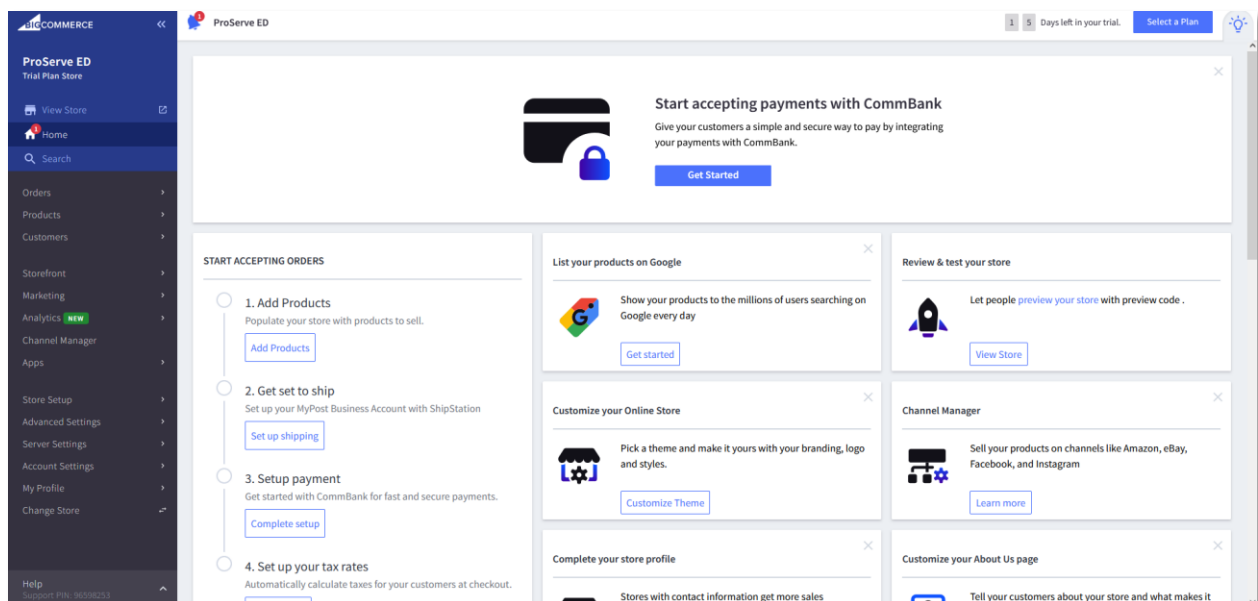 BIGCOMMERCE
«
1
ProServe ED
1 5 Days left in your trial.
Select a Plan
ProServe ED
Trial Plan Store
View Store
1
Home
Search
Orders
Products
Customers
Storefront
Marketing
Analytics NEW
Channel Manager
Apps
Store Setup
Advanced Settings
Server Settings
Account Settings
My Profile
Change Store
Help
Support PIN: 96598253
Start accepting payments with CommBank
Give your customers a simple and secure way to pay by integrating
your payments with CommBank.
Get Started
START ACCEPTING ORDERS
1. Add Products
Populate your store with products to sell.
Add Products
2. Get set to ship
Set up your MyPost Business Account with ShipStation
Set up shipping
3. Setup payment
Get started with CommBank for fast and secure payments.
Complete setup
4. Set up your tax rates
Automatically calculate taxes for your customers at checkout.
List your products on Google
G
Show your products to the millions of users searching on
Google every day
Get started
Review & test your store
Let people preview your store with preview code .
View Store
Customize your Online Store
Pick a theme and make it yours with your branding, logo
and styles.
Customize Theme
Channel Manager
Sell your products on channels like Amazon, eBay,
Facebook, and Instagram
Learn more
Complete your store profile
Stores with contact information get more sales
Customize your About Us page
Tell your customers about your store and what makes it